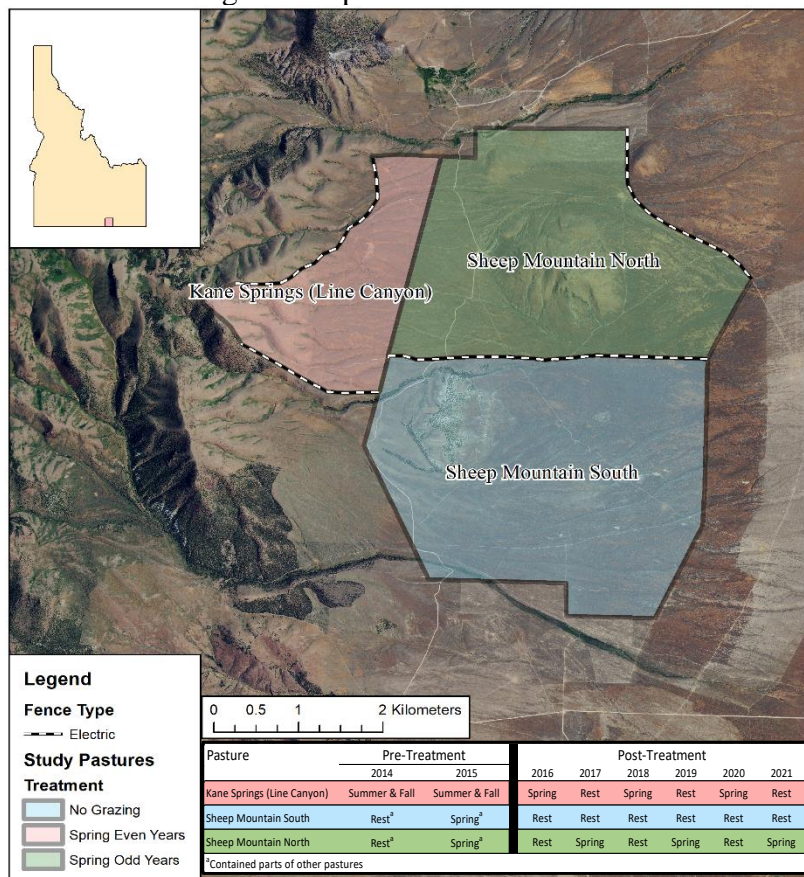 Sheep Mountain North
Kane Springs (Line Canyon)
Sheep Mountain South
Legend
Fence Type
Electric
Study Pastures
Treatment
No Grazing
Spring Even Years
Spring Odd Years
0 0.5 1 2 Kilometers
Pasture Pre-Treatment Post-Treatment
2014 2015 2016 2017 2018 2019 2020 2021
Kane Springs (Line Canyon) Summer & Fall Summer & Fall Spring Rest Spring Rest Spring Rest
Sheep Mountain South Restᵃ Springᵃ Rest Rest Rest Rest Rest Rest
Sheep Mountain North Restᵃ Springᵃ Rest Spring Rest Spring Rest Spring
ᵃContained parts of other pastures